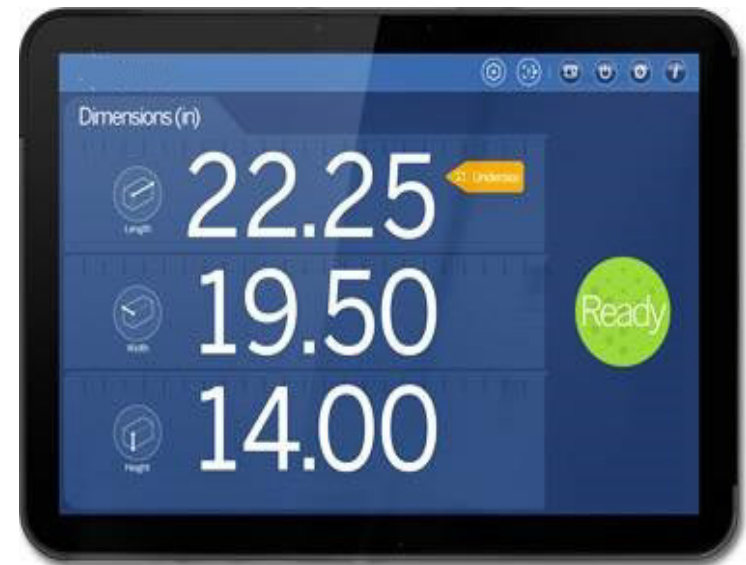 Dimensions (in)
22.25
Length
19.50
Width
Ready
14.00
Height